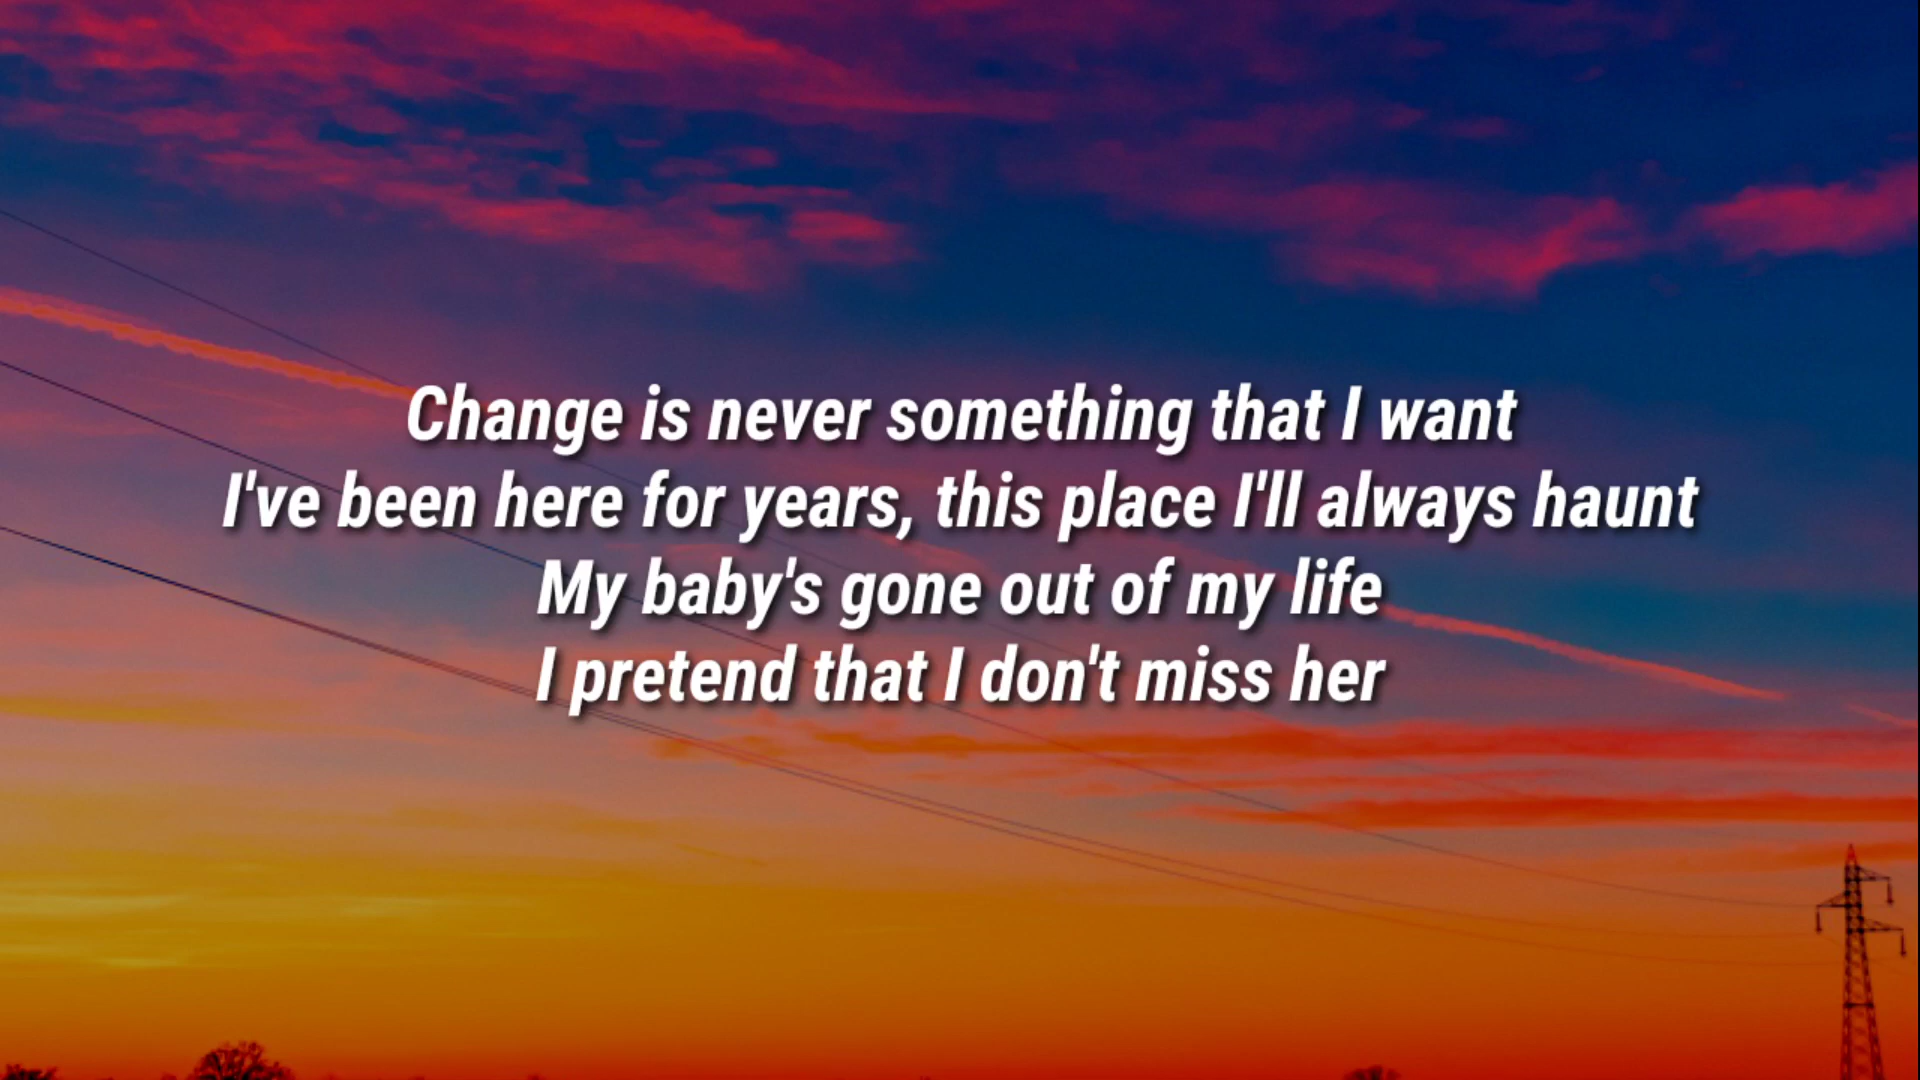 Change is never something that I want
I've been here for years, this place I'll always haunt
My baby's gone out of my life
I pretend that I don't miss her